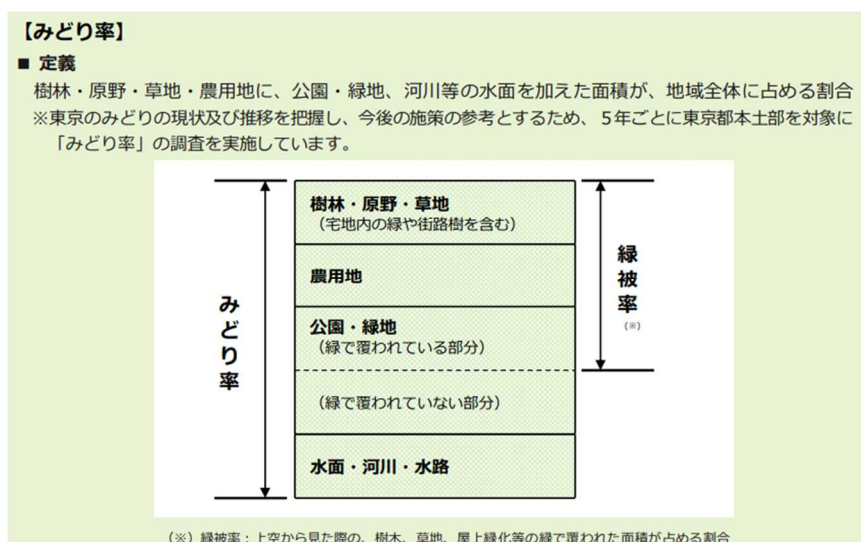 【みどり率】
■ 定義
樹林・原野・草地・農用地に、公園・緑地、河川等の水面を加えた面積が、地域全体に占める割合
※東京のみどりの現状及び推移を把握し、今後の施策の参考とするため、５年ごとに東京都本土部を対象に
「みどり率」の調査を実施しています。
みどり率
樹林・原野・草地
（宅地内の緑や街路樹を含む）
農用地
公園・緑地
（緑で覆われている部分）
（緑で覆われていない部分）
水面・河川・水路
緑被率
（※）
（※）緑被率：上空から見た際の、樹木、草地、屋上緑化等の緑で覆われた面積が占める割合